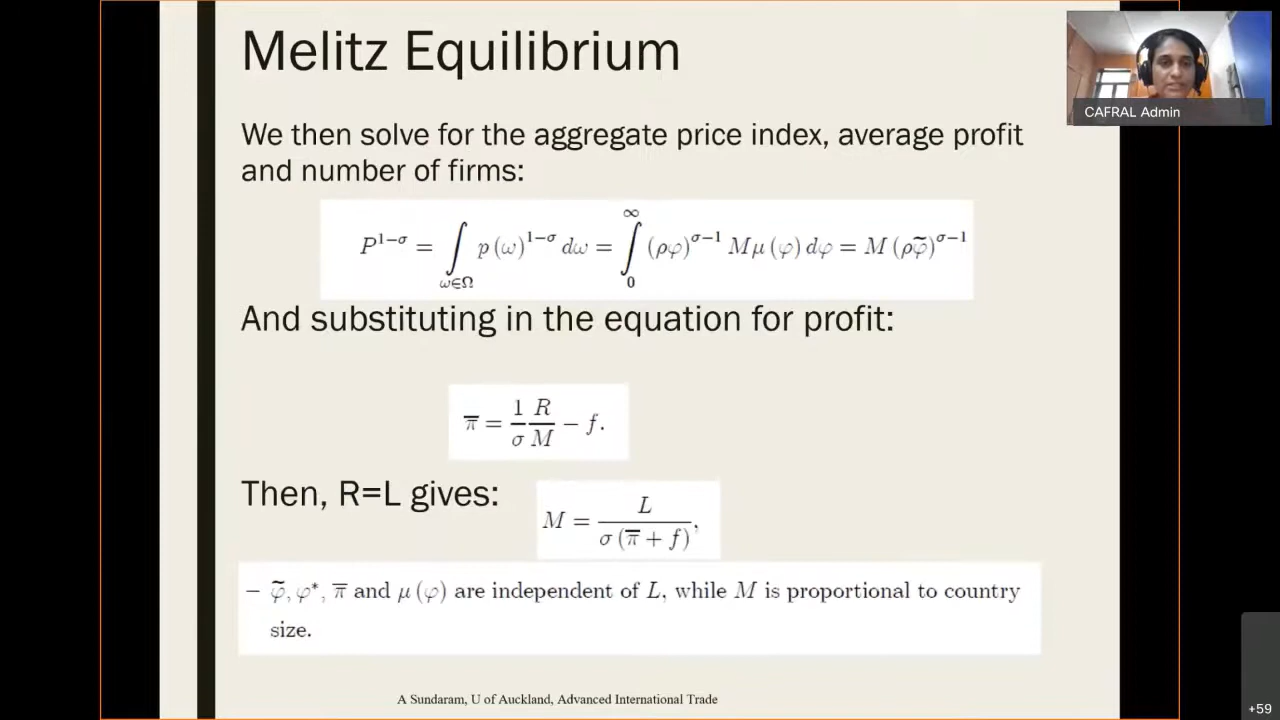 Melitz Equilibrium
CAFRAL Admin
We then solve for the aggregate price index, average profit
and number of firms:
P^{1−σ} = ∫_{ω∈Ω} p(ω)^{1−σ} dω = ∫_0^∞ (ρφ)^{σ−1} Mμ(φ) dφ = M(ρφ̃)^{σ−1}
And substituting in the equation for profit:
π̅ = (1/σ)(R/M) − f.
Then, R=L gives:
M = L / (σ(π̅ + f)),
− φ̃, φ*, π̅ and μ(φ) are independent of L, while M is proportional to country
size.
A Sundaram, U of Auckland, Advanced International Trade
+59